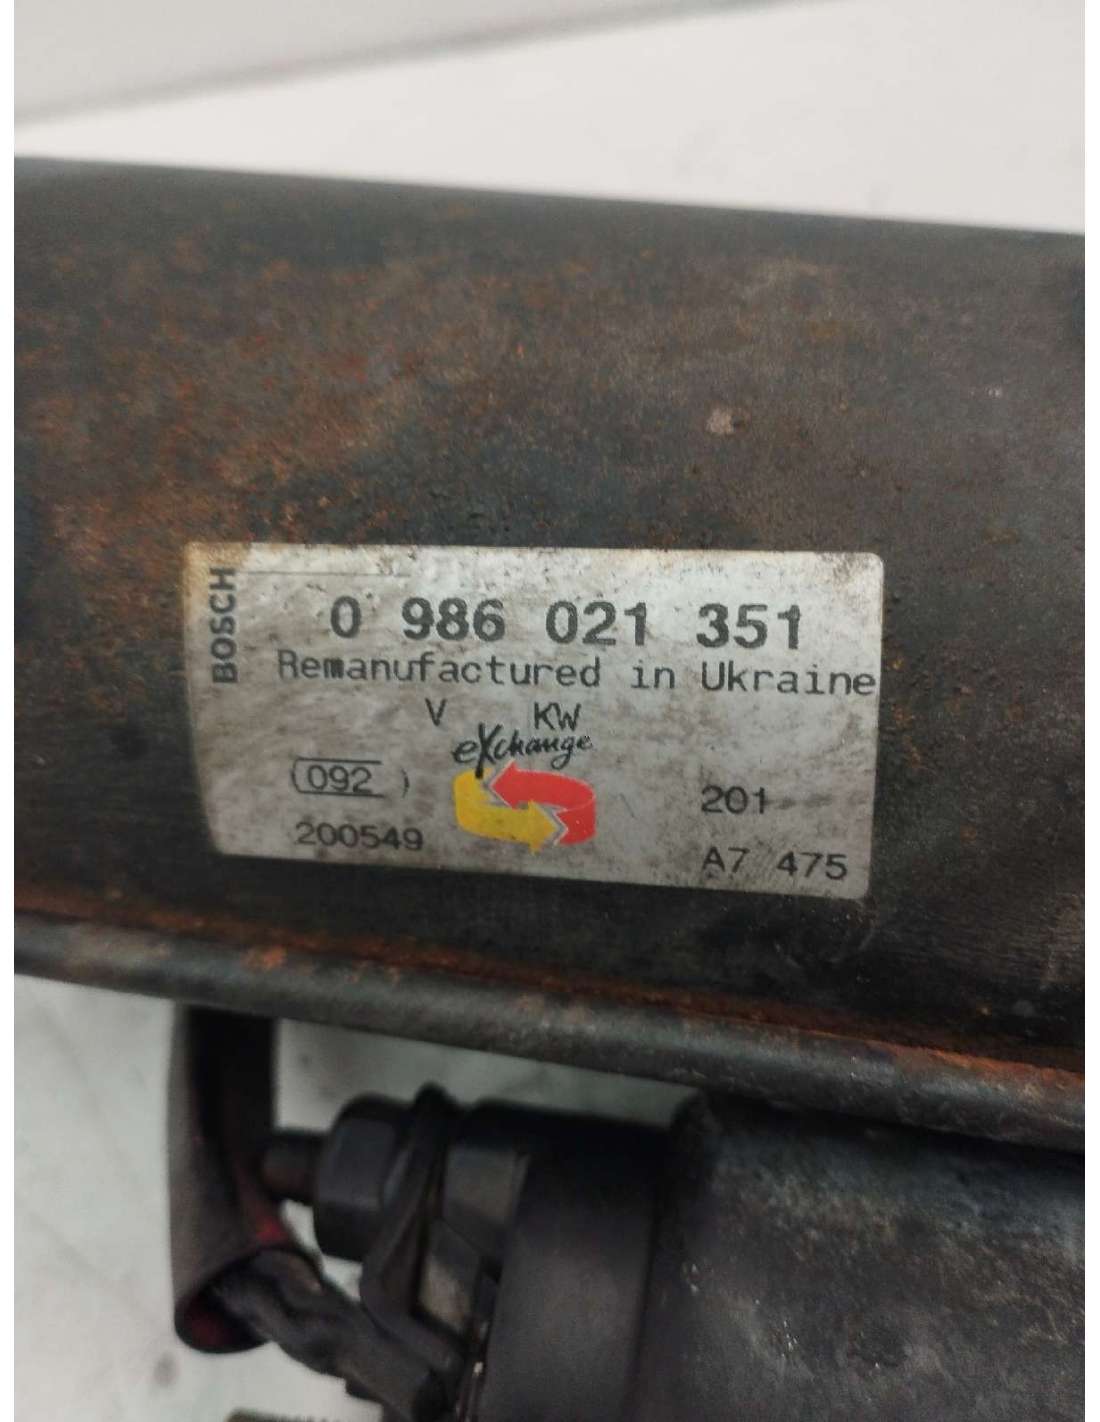 BOSCH
0 986 021 351
Remanufactured in Ukraine
V KW
eXchange
092 201
200549 A7 475